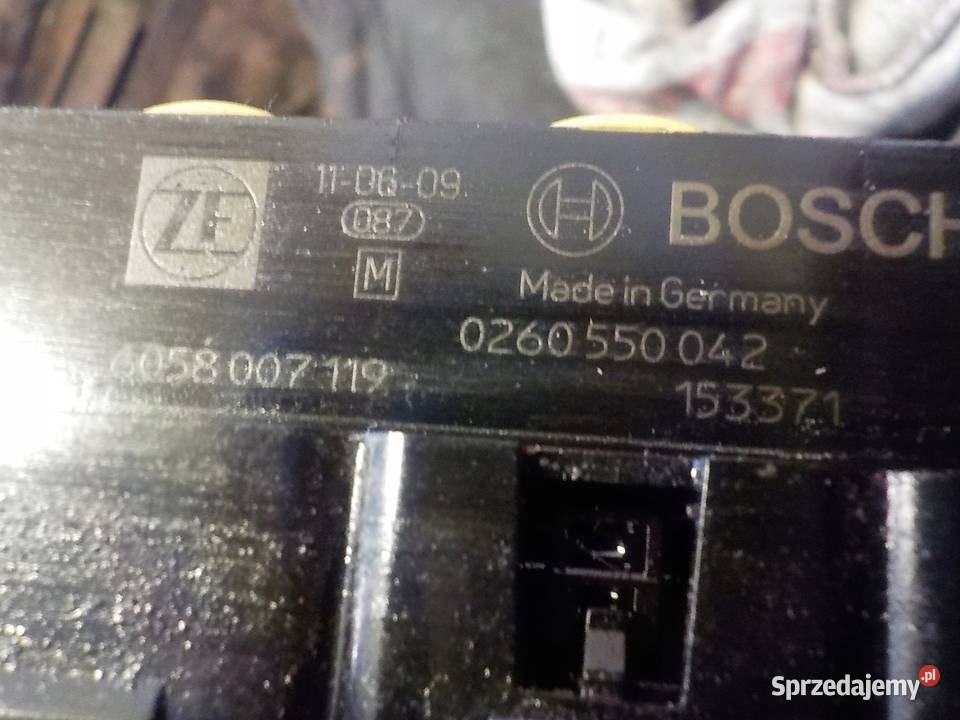 ZF
11-06-09
087
M
BOSCH
Made in Germany
0260 550 042
6058 007 119
153371
Sprzedajemy.pl